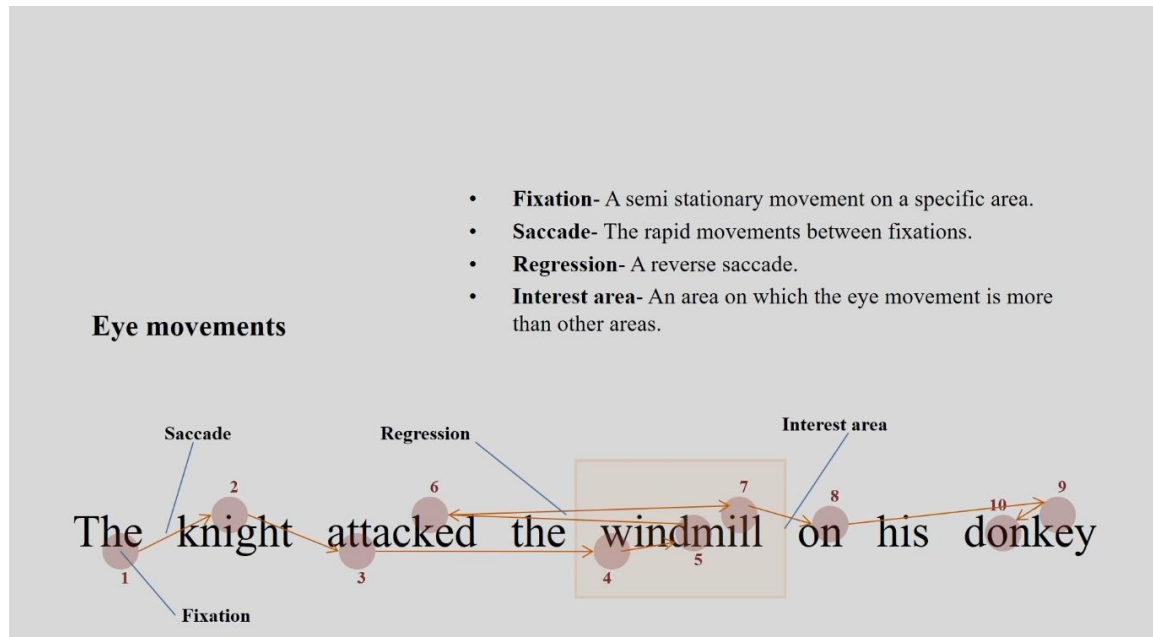 • Fixation- A semi stationary movement on a specific area.
• Saccade- The rapid movements between fixations.
• Regression- A reverse saccade.
• Interest area- An area on which the eye movement is more
than other areas.
Eye movements
Saccade
Regression
Interest area
2
6
7
8
10
9
The knight attacked the windmill on his donkey
1
3
4
5
Fixation